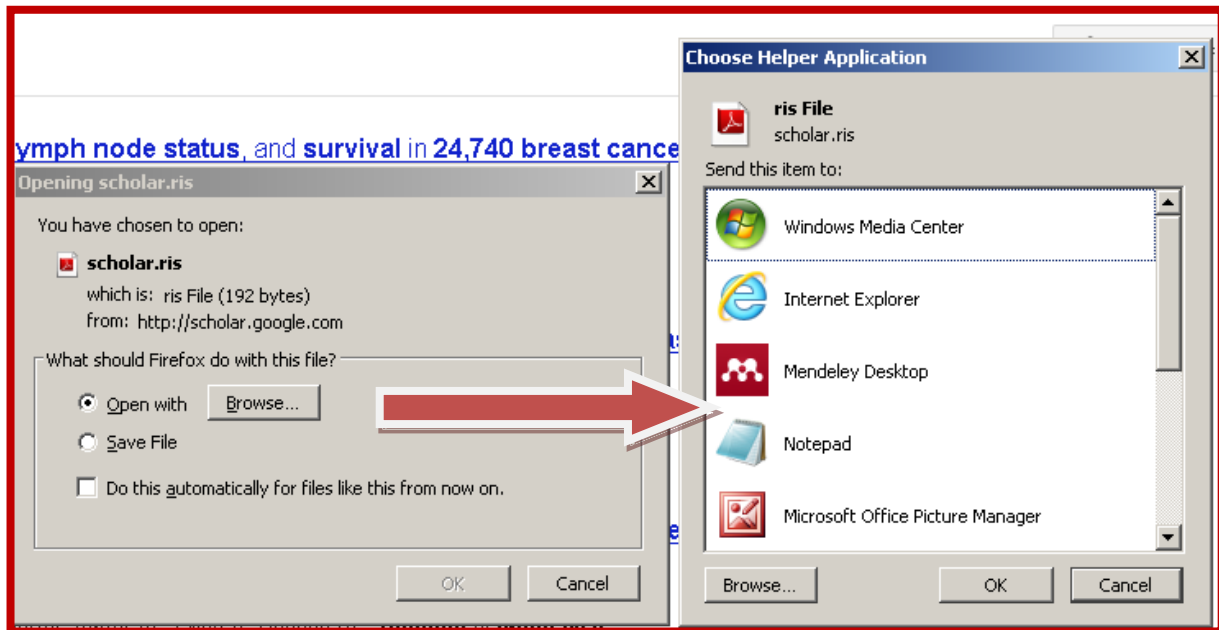 ymph node status, and survival in 24,740 breast cance
Opening scholar.ris
You have chosen to open:
scholar.ris
which is: ris File (192 bytes)
from: http://scholar.google.com
What should Firefox do with this file?
Open with Browse...
Save File
Do this automatically for files like this from now on.
OK Cancel
Choose Helper Application
ris File
scholar.ris
Send this item to:
Windows Media Center
Internet Explorer
Mendeley Desktop
Notepad
Microsoft Office Picture Manager
Browse... OK Cancel